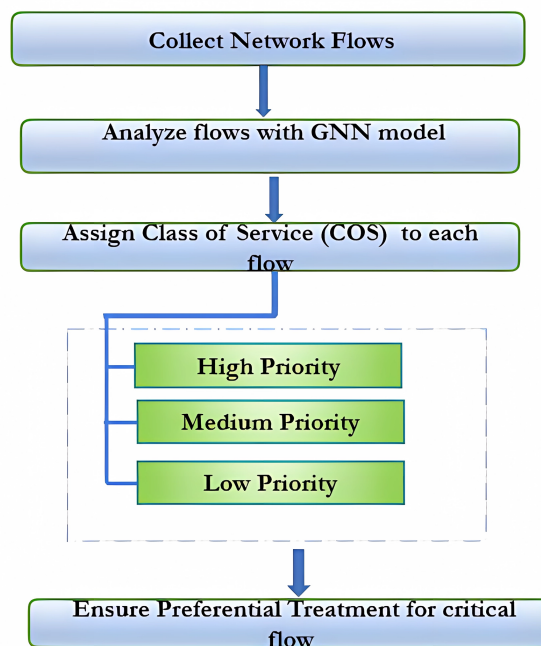 Collect Network Flows
Analyze flows with GNN model
Assign Class of Service (COS) to each
flow
High Priority
Medium Priority
Low Priority
Ensure Preferential Treatment for critical
flow